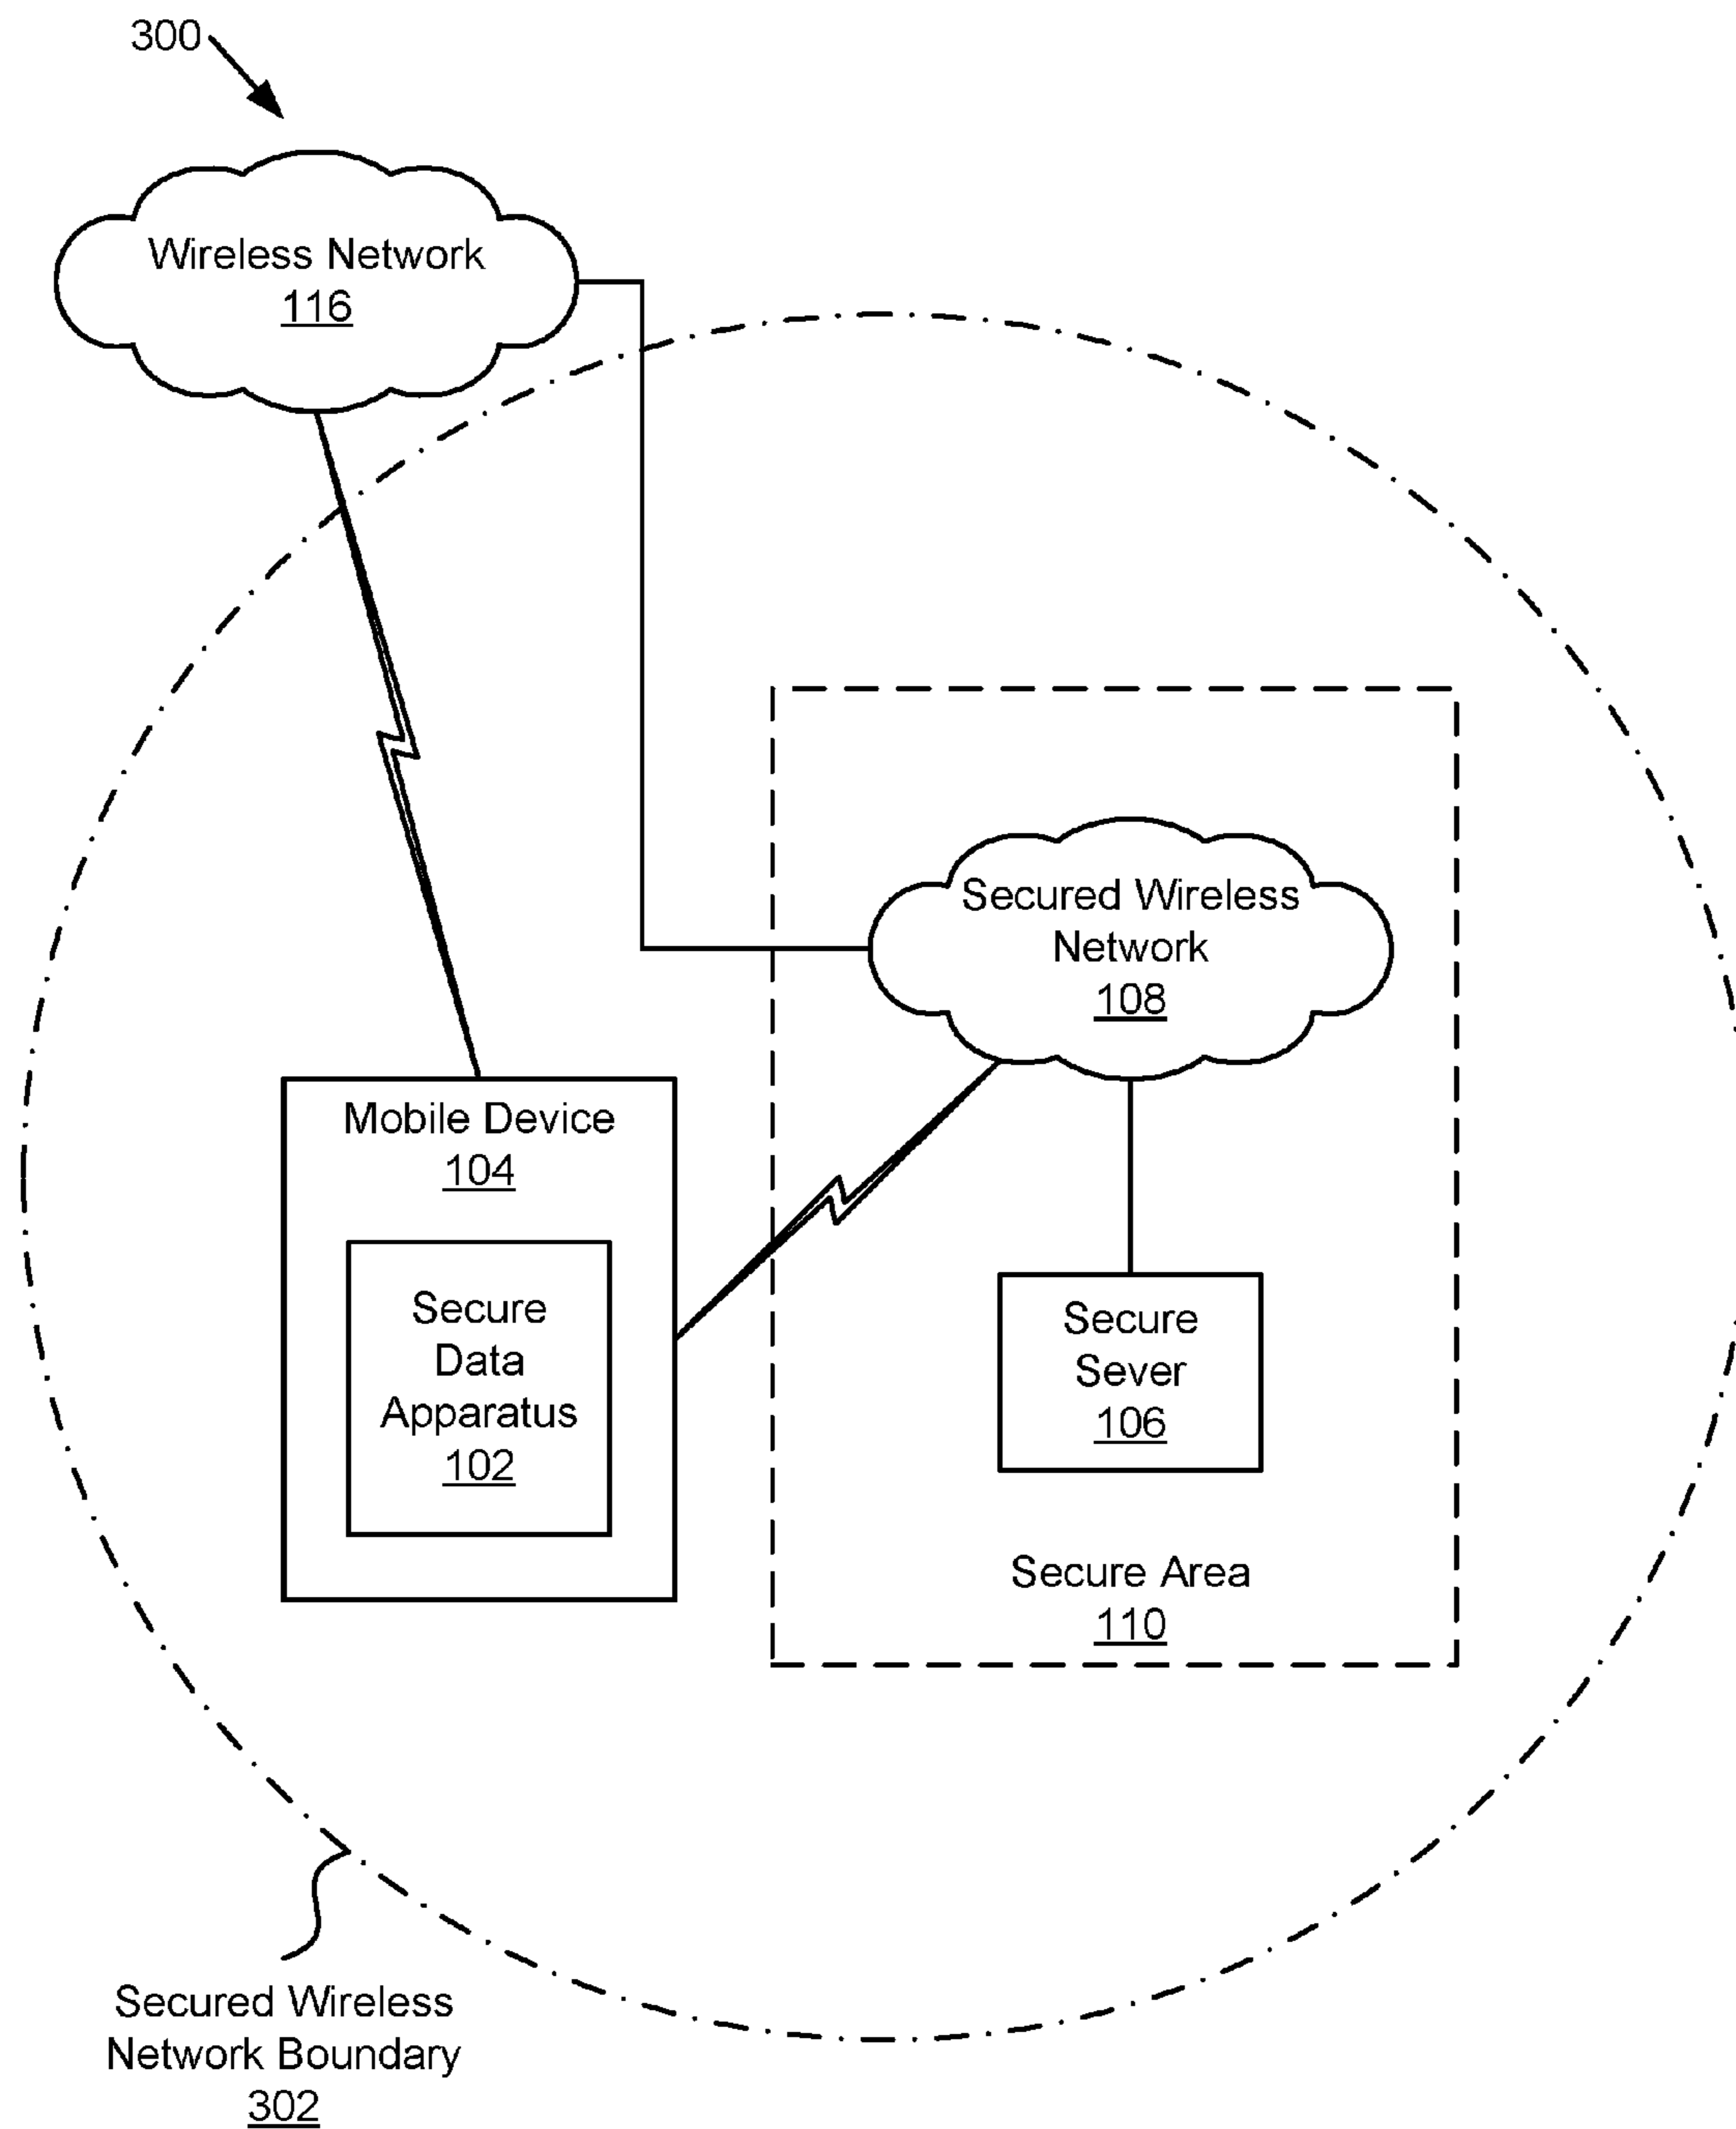 300
Wireless Network
116
Secured Wireless
Network
108
Mobile Device
104
Secure
Data
Apparatus
102
Secure
Sever
106
Secure Area
110
Secured Wireless
Network Boundary
302